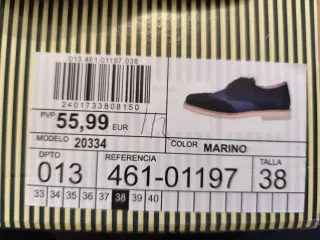 013.461.01197.038
2401733808150
PVP 55,99 EUR
MODELO 20334
COLOR MARINO
DPTO REFERENCIA TALLA
013 461-01197 38
33 34 35 36 37 38 39 40